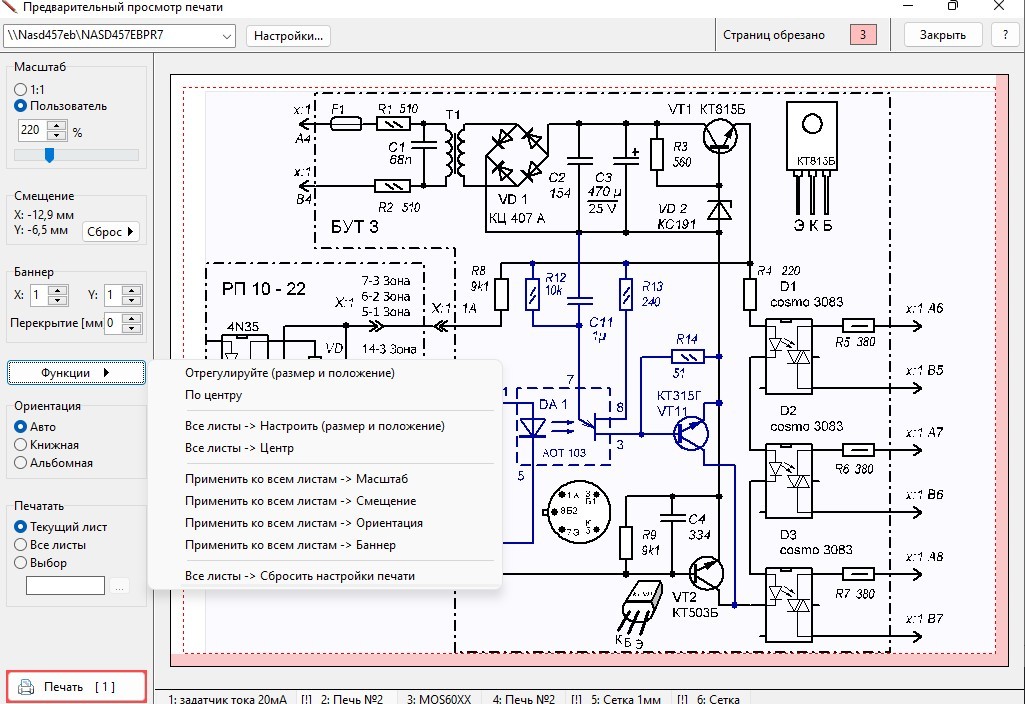 Предварительный просмотр печати
\\Nasd457eb\NASD457EBPR7
Настройки...
Страниц обрезано
3
Закрыть
?
Масштаб
1:1
Пользователь
220
%
Смещение
X: -12,9 мм
Y: -6,5 мм
Сброс
Баннер
X:
1
Y:
1
Перекрытие [мм
0
Функции
Ориентация
Авто
Книжная
Альбомная
Печатать
Текущий лист
Все листы
Выбор
...
Печать [ 1 ]
Отрегулируйте (размер и положение)
По центру
Все листы -> Настроить (размер и положение)
Все листы -> Центр
Применить ко всем листам -> Масштаб
Применить ко всем листам -> Смещение
Применить ко всем листам -> Ориентация
Применить ко всем листам -> Баннер
Все листы -> Сбросить настройки печати
x:1
A4
F1
R1 510
T1
C1
68п
x:1
B4
R2 510
БУТ 3
VD 1
КЦ 407 А
C2
154
C3
+
470 µ
25 V
R3
560
VT1 КТ815Б
VD 2
КС191
КТ815Б
Э К Б
РП 10 - 22
7-3 Зона
6-2 Зона
5-1 Зона
X:1
X:1
1А
14-3 Зона
4N35
VD
R8
9к1
R12
10k
C11
1µ
R13
240
R14
51
R4 220
D1
cosmo 3083
R5 380
x:1 A6
x:1 B5
КТ315Г
VT11
DA 1
АОТ 103
7
8
3
1
5
D2
cosmo 3083
R6 380
x:1 A7
x:1 B6
R9
9к1
C4
334
VT2
КТ503Б
К Б Э
D3
cosmo 3083
R7 380
x:1 A8
x:1 B7
1: задатчик тока 20мА
[!] 2: Печь №2
3: MOS60XX
4: Печь №2
[!] 5: Сетка 1мм
[!] 6: Сетка